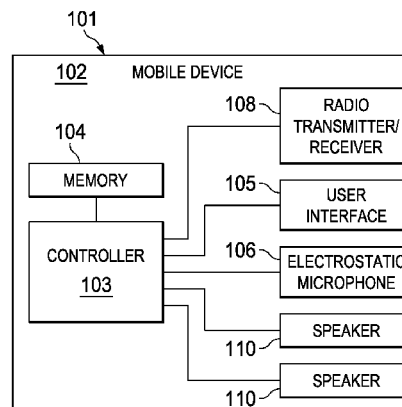 101
102 MOBILE DEVICE
108
RADIO
TRANSMITTER/
RECEIVER
104
MEMORY
105
USER
INTERFACE
CONTROLLER
103
106
ELECTROSTATIC
MICROPHONE
SPEAKER
110
SPEAKER
110